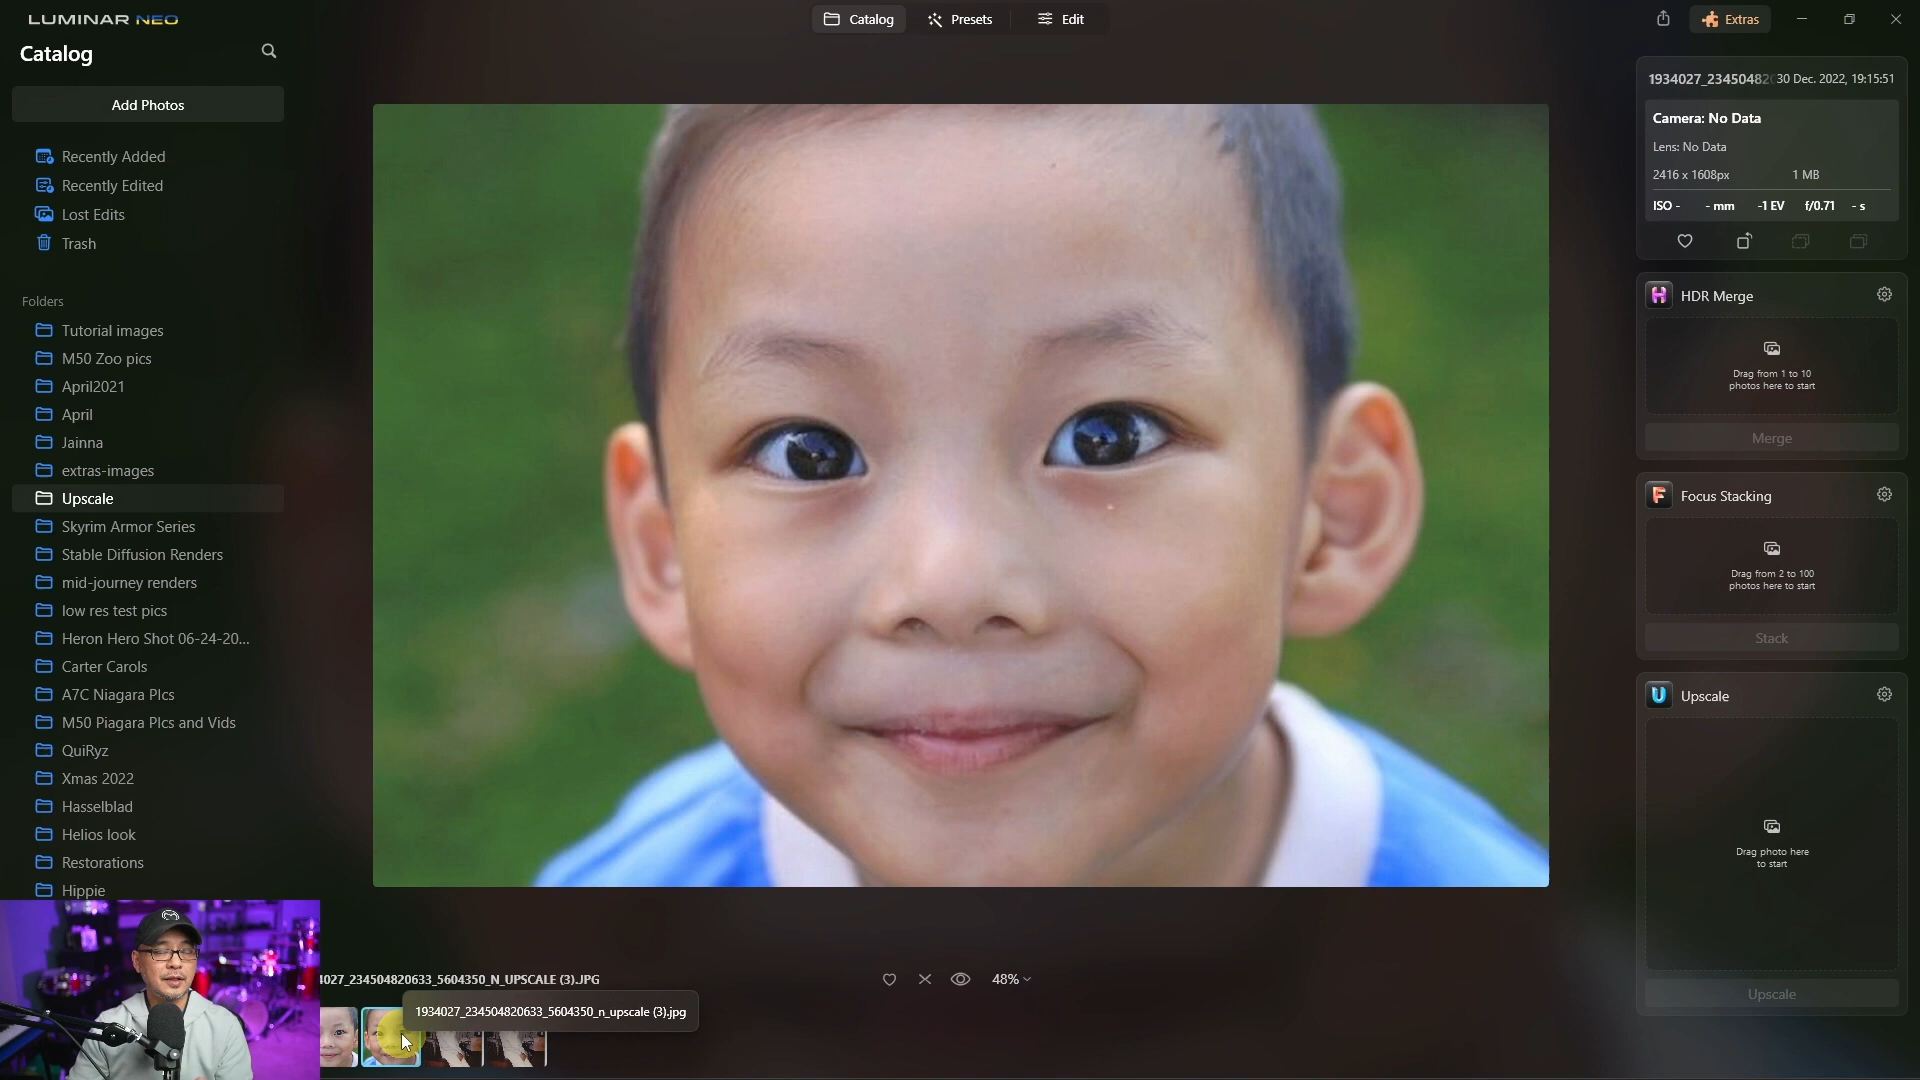 LUMINAR NEO
Catalog
Presets
Edit
Extras
Catalog
Add Photos
Recently Added
Recently Edited
Lost Edits
Trash
Folders
Tutorial images
M50 Zoo pics
April2021
April
Jainna
extras-images
Upscale
Skyrim Armor Series
Stable Diffusion Renders
mid-journey renders
low res test pics
Heron Hero Shot 06-24-20...
Carter Carols
A7C Niagara PIcs
M50 Piagara PIcs and Vids
QuiRyz
Xmas 2022
Hasselblad
Helios look
Restorations
Hippie
1934027_23450482 30 Dec. 2022, 19:15:51
Camera: No Data
Lens: No Data
2416 x 1608px 1 MB
ISO - - mm -1 EV f/0.71 - s
HDR Merge
Drag from 1 to 10
photos here to start
Merge
Focus Stacking
Drag from 2 to 100
photos here to start
Stack
Upscale
Drag photo here
to start
Upscale
4027_234504820633_5604350_N_UPSCALE (3).JPG
48%
1934027_234504820633_5604350_n_upscale (3).jpg